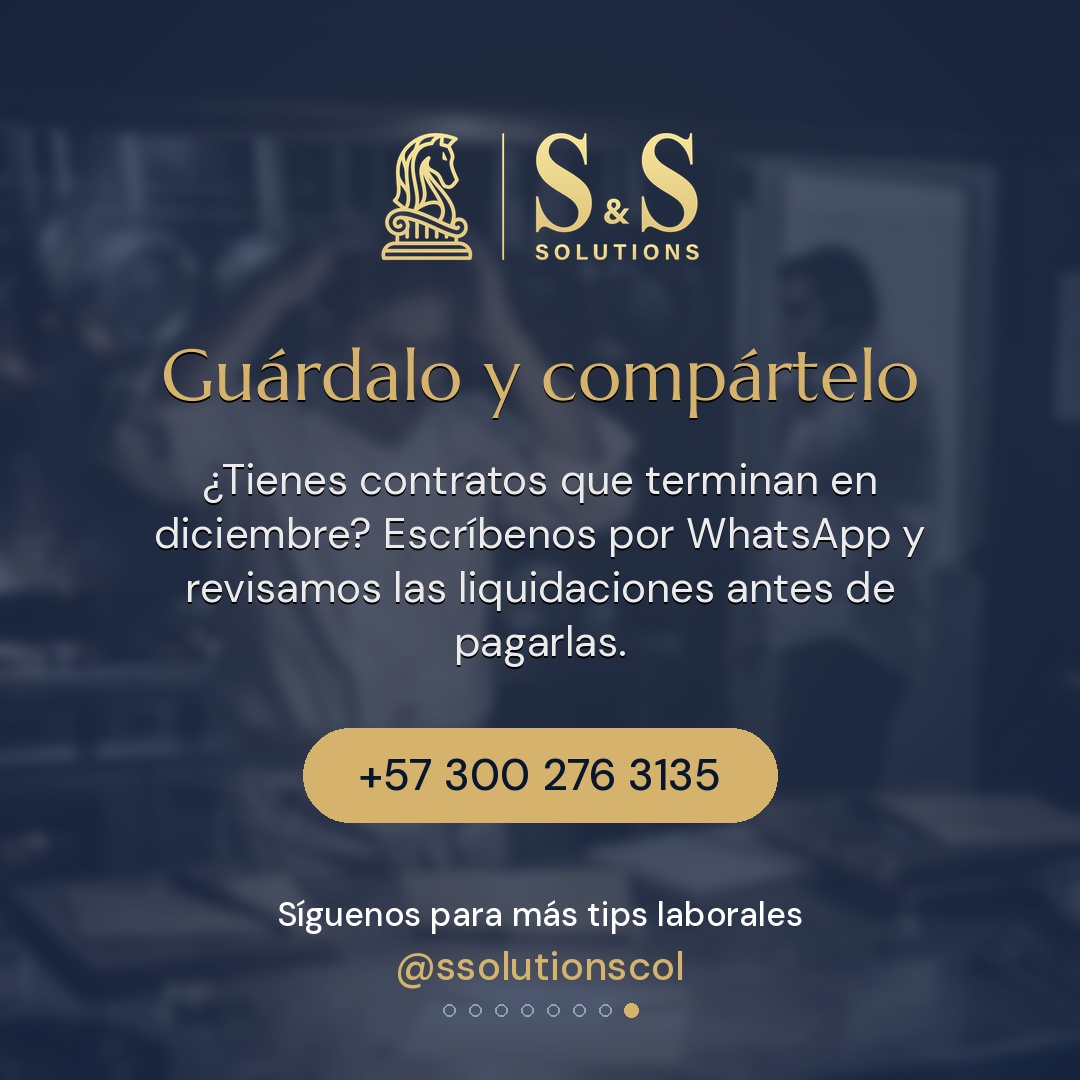 S&S
SOLUTIONS
Guárdalo y compártelo
¿Tienes contratos que terminan en
diciembre? Escríbenos por WhatsApp y
revisamos las liquidaciones antes de
pagarlas.
+57 300 276 3135
Síguenos para más tips laborales
@ssolutionscol